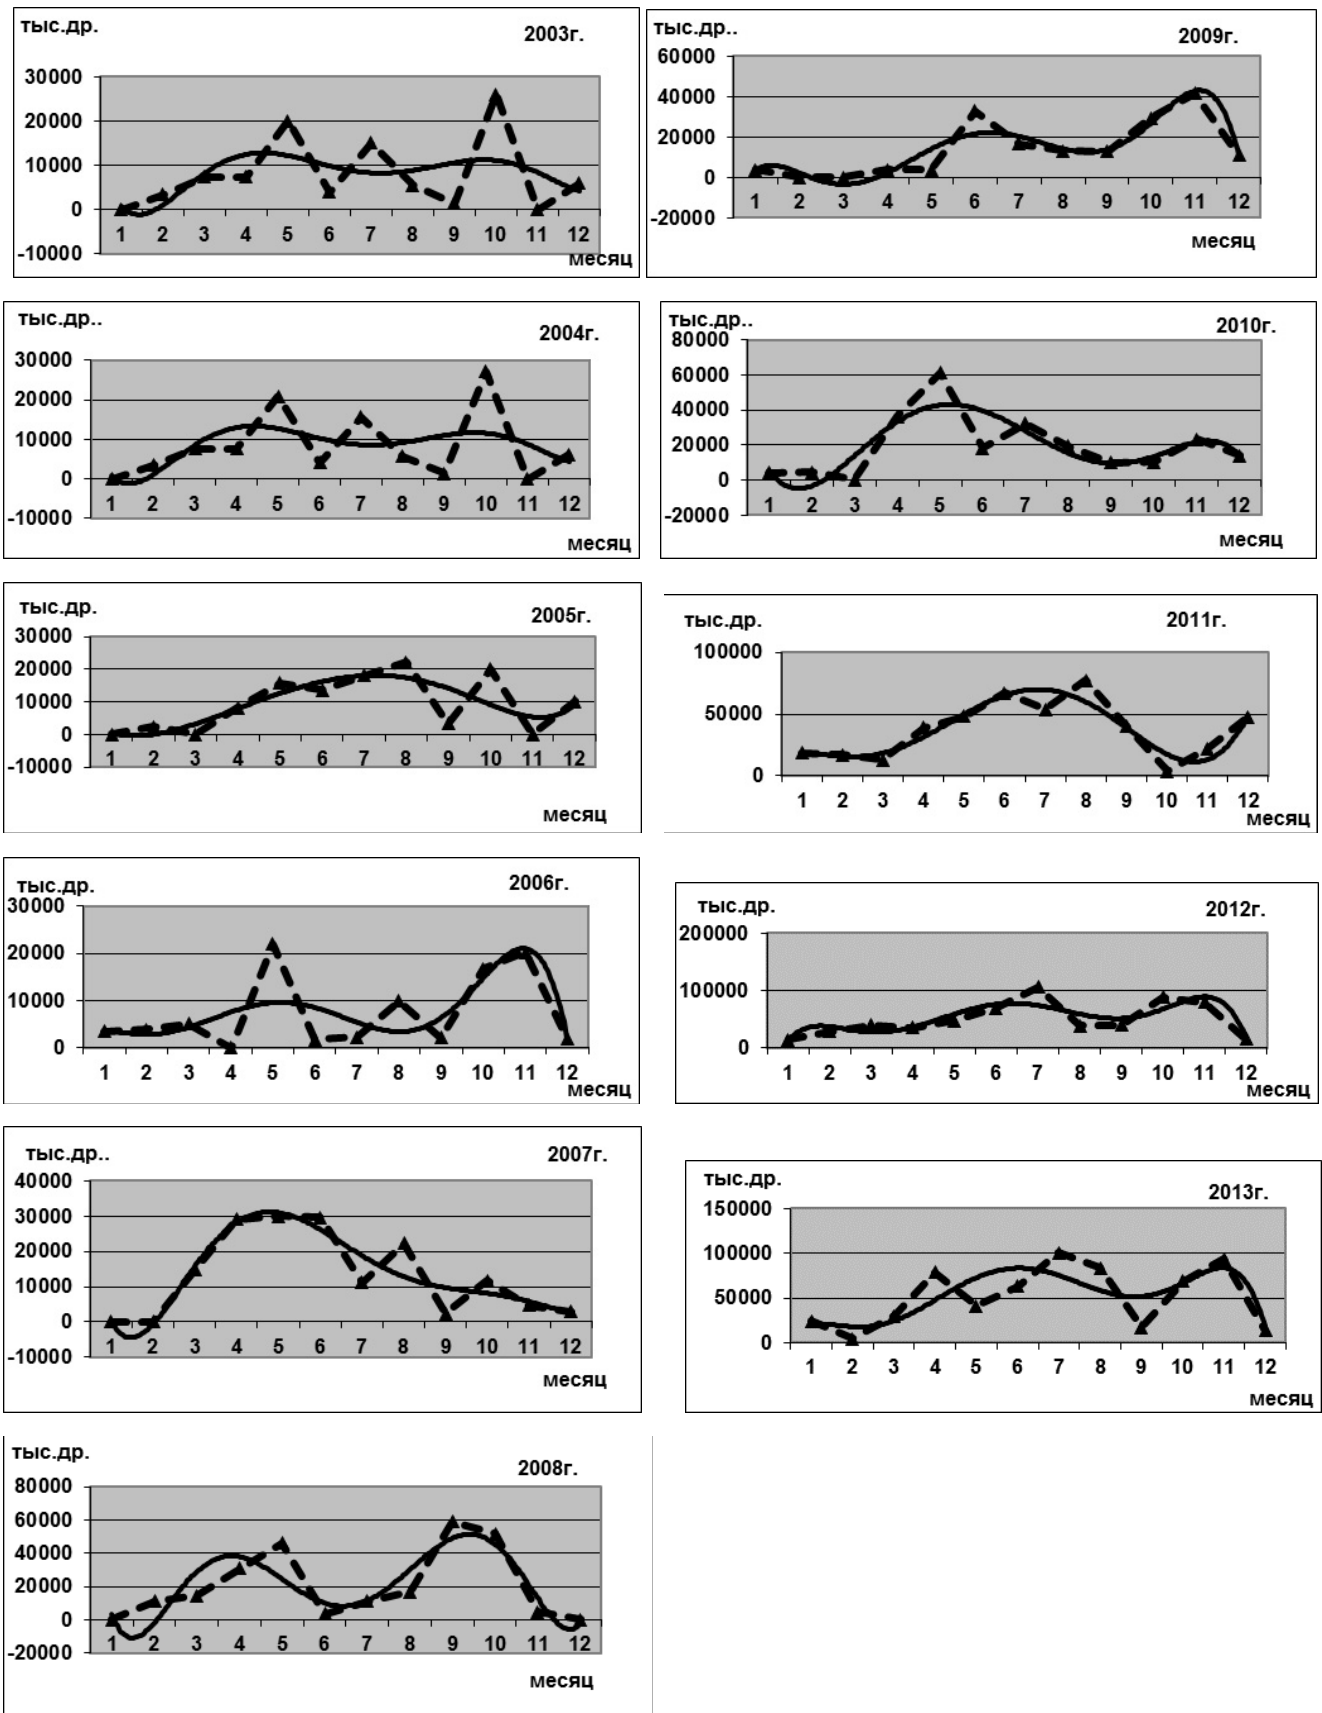 тыс.др.
2003г.
30000
20000
10000
0
-10000
1 2 3 4 5 6 7 8 9 10 11 12
месяц
тыс.др..
2009г.
60000
40000
20000
0
-20000
1 2 3 4 5 6 7 8 9 10 11 12
месяц
тыс.др..
2004г.
30000
20000
10000
0
-10000
1 2 3 4 5 6 7 8 9 10 11 12
месяц
тыс.др..
2010г.
80000
60000
40000
20000
0
-20000
1 2 3 4 5 6 7 8 9 10 11 12
месяц
тыс.др.
2005г.
30000
20000
10000
0
-10000
1 2 3 4 5 6 7 8 9 10 11 12
месяц
тыс.др.
2011г.
100000
50000
0
1 2 3 4 5 6 7 8 9 10 11 12
месяц
тыс.др.
2006г.
30000
20000
10000
0
1 2 3 4 5 6 7 8 9 10 11 12
месяц
тыс.др.
2012г.
200000
100000
0
1 2 3 4 5 6 7 8 9 10 11 12
месяц
тыс.др..
2007г.
40000
30000
20000
10000
0
-10000
1 2 3 4 5 6 7 8 9 10 11 12
месяц
тыс.др.
2013г.
150000
100000
50000
0
1 2 3 4 5 6 7 8 9 10 11 12
месяц
тыс.др.
2008г.
80000
60000
40000
20000
0
-20000
1 2 3 4 5 6 7 8 9 10 11 12
месяц